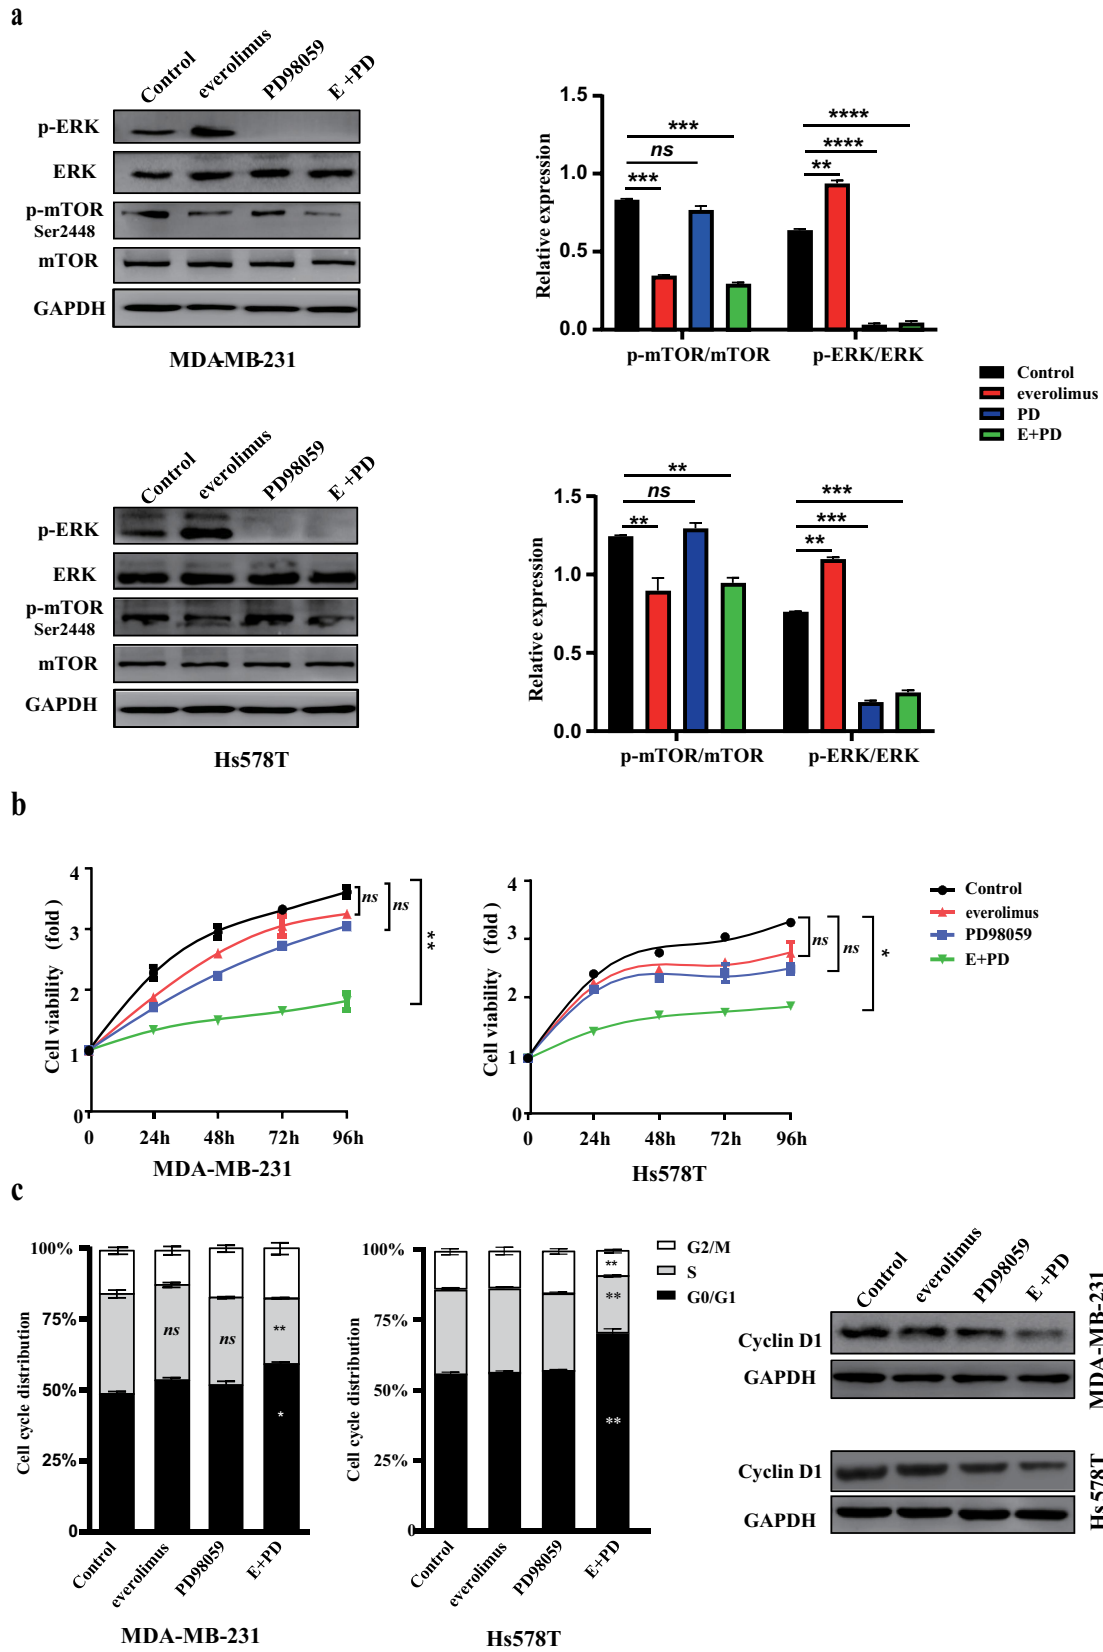 a
Control everolimus PD98059 E +PD
p-ERK
ERK
p-mTOR
Ser2448
mTOR
GAPDH
MDA-MB-231
Relative expression
1.5
1.0
0.5
0.0
*** ns *** ** **** ****
p-mTOR/mTOR p-ERK/ERK
Control
everolimus
PD
E+PD
Control everolimus PD98059 E +PD
p-ERK
ERK
p-mTOR
Ser2448
mTOR
GAPDH
Hs578T
Relative expression
1.5
1.0
0.5
0.0
** ns ** ** *** ***
p-mTOR/mTOR p-ERK/ERK
b
Cell viability (fold)
4
3
2
1
0
ns ns **
0 24h 48h 72h 96h
MDA-MB-231
Cell viability (fold)
4
3
2
1
0
ns ns *
0 24h 48h 72h 96h
Hs578T
Control
everolimus
PD98059
E+PD
c
Cell cycle distribution
100%
75%
50%
25%
0
ns ns **
*
Control everolimus PD98059 E+PD
MDA-MB-231
Cell cycle distribution
100%
75%
50%
25%
0
**
**
**
Control everolimus PD98059 E+PD
Hs578T
G2/M
S
G0/G1
Control everolimus PD98059 E +PD
Cyclin D1
GAPDH
MDA-MB-231
Cyclin D1
GAPDH
Hs578T